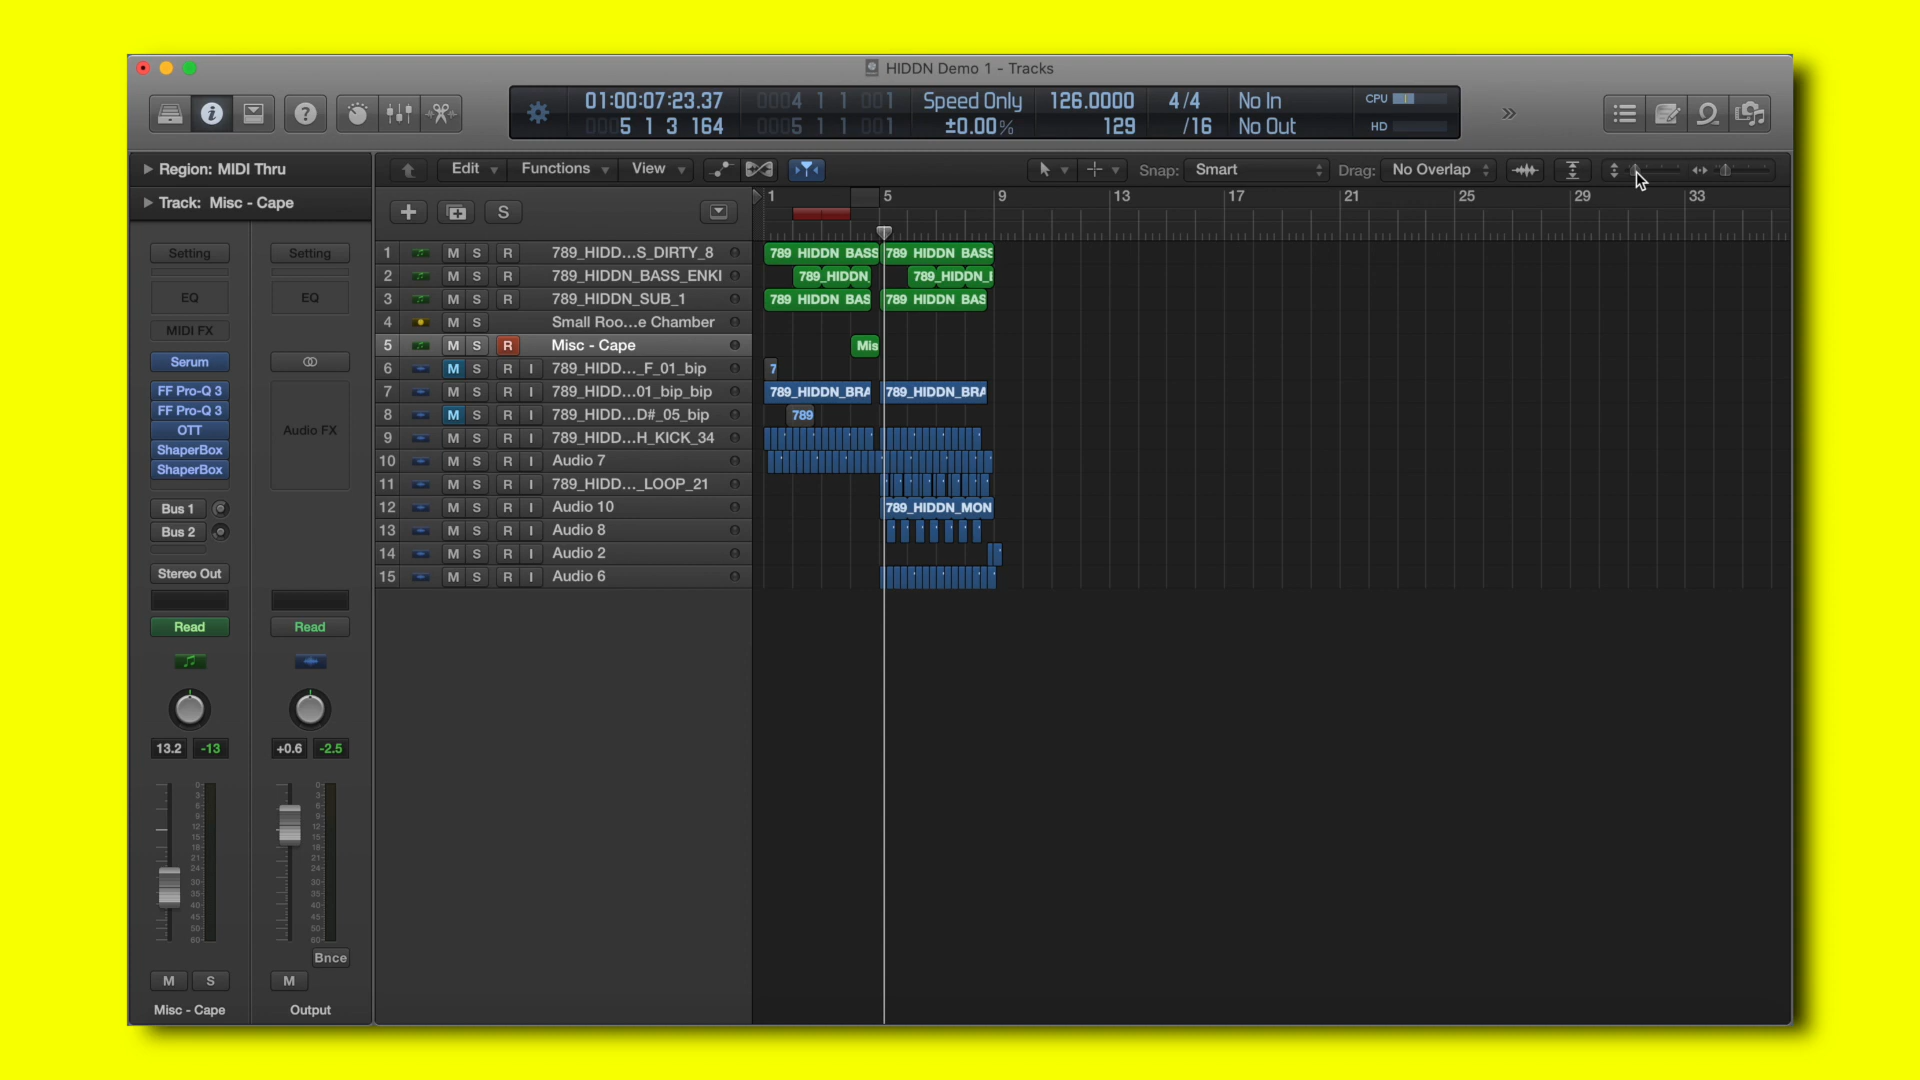 HIDDN Demo 1 - Tracks
01:00:07:23.37 0004 1 1 001 Speed Only 126.0000 4/4 No In CPU
0005 1 3 164 0005 1 1 001 ±0.00% 129 /16 No Out HD
Region: MIDI Thru
Edit Functions View Snap: Smart Drag: No Overlap
Track: Misc - Cape
1 5 9 13 17 21 25 29 33
S
Setting Setting
EQ EQ
MIDI FX
Serum
FF Pro-Q 3
FF Pro-Q 3
OTT
ShaperBox
ShaperBox
Audio FX
Bus 1
Bus 2
Stereo Out
Read Read
13.2 -13 +0.6 -2.5
Bnce
M S M
Misc - Cape Output
1 M S R 789_HIDD...S_DIRTY_8 789 HIDDN BASS 789 HIDDN BASS
2 M S R 789_HIDDN_BASS_ENKI 789_HIDDN 789_HIDDN_E
3 M S R 789_HIDDN_SUB_1 789 HIDDN BAS 789 HIDDN BAS
4 M S Small Roo...e Chamber
5 M S R Misc - Cape Mis
6 M S R I 789_HIDD..._F_01_bip 7
7 M S R I 789_HIDD...01_bip_bip 789_HIDDN_BRA 789_HIDDN_BRA
8 M S R I 789_HIDD...D#_05_bip 789
9 M S R I 789_HIDD...H_KICK_34
10 M S R I Audio 7
11 M S R I 789_HIDD..._LOOP_21
12 M S R I Audio 10 789_HIDDN_MON
13 M S R I Audio 8
14 M S R I Audio 2
15 M S R I Audio 6